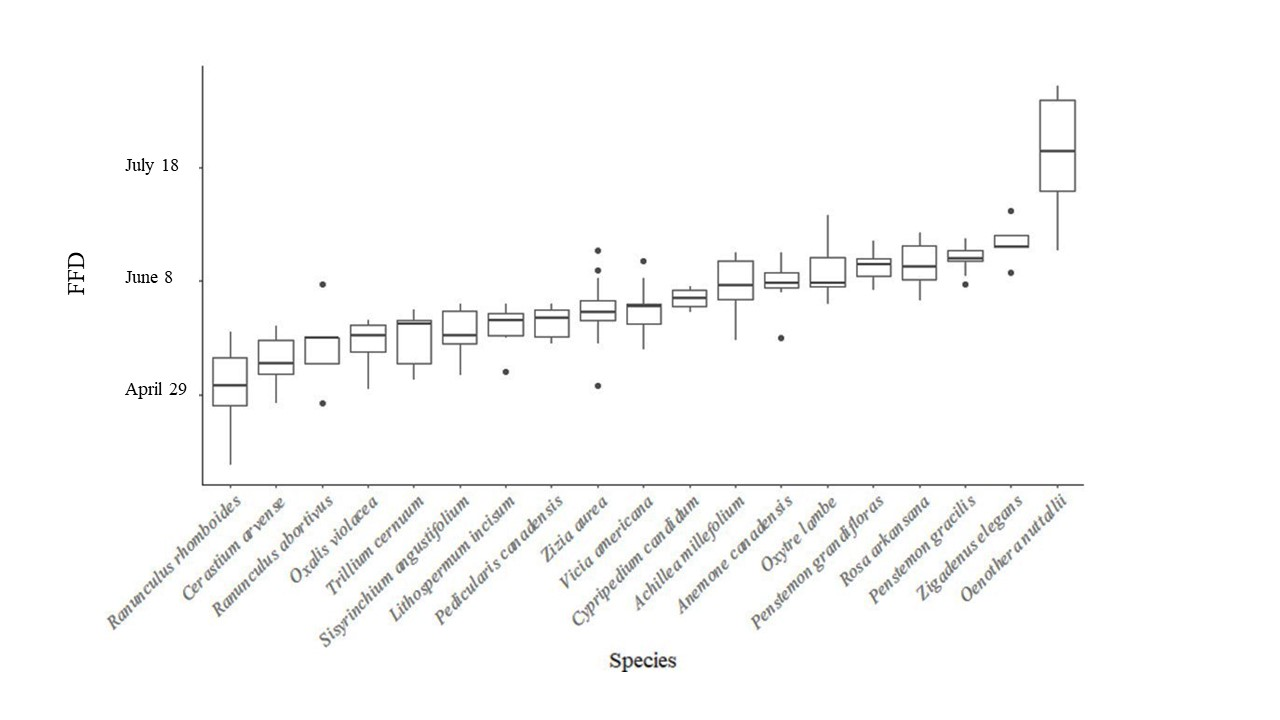 July 18
FFD
June 8
April 29
Ranunculus rhomboides
Cerastium arvense
Ranunculus abortivus
Oxalis violacea
Trillium cernuum
Sisyrinchium angustifolium
Lithospermum incisum
Pedicularis canadensis
Zizia aurea
Vicia americana
Cypripedium candidum
Achillea millefolium
Anemone canadensis
Oxytre lambe
Penstemon grandifloras
Rosa arkansana
Penstemon gracilis
Zigadenus elegans
Oenothera nuttallii
Species